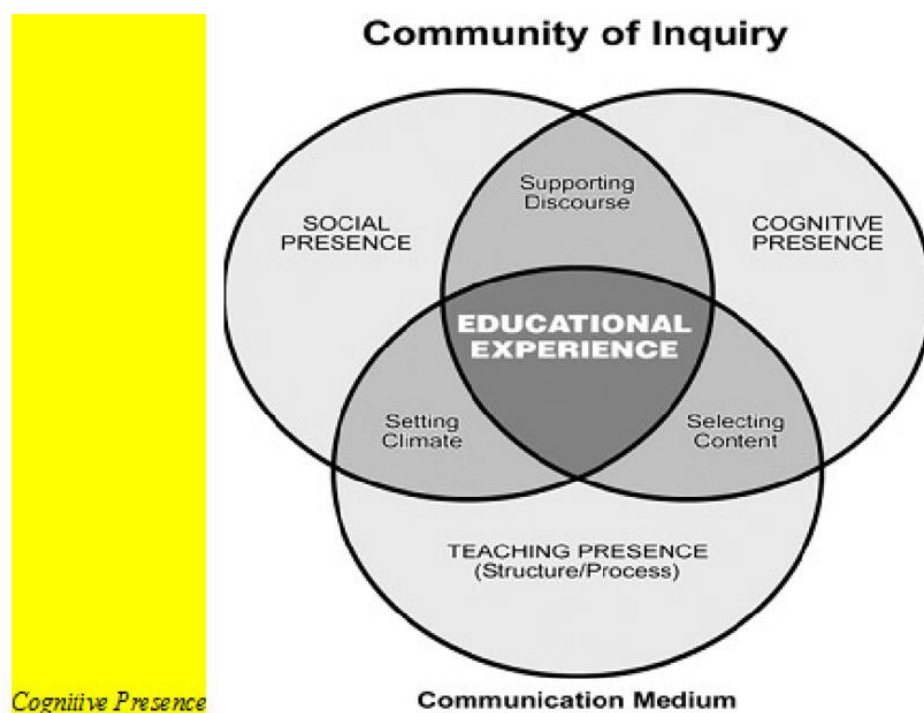 Community of Inquiry
Supporting
Discourse
SOCIAL
PRESENCE
COGNITIVE
PRESENCE
EDUCATIONAL
EXPERIENCE
Setting
Climate
Selecting
Content
TEACHING PRESENCE
(Structure/Process)
Cognitive Presence
Communication Medium